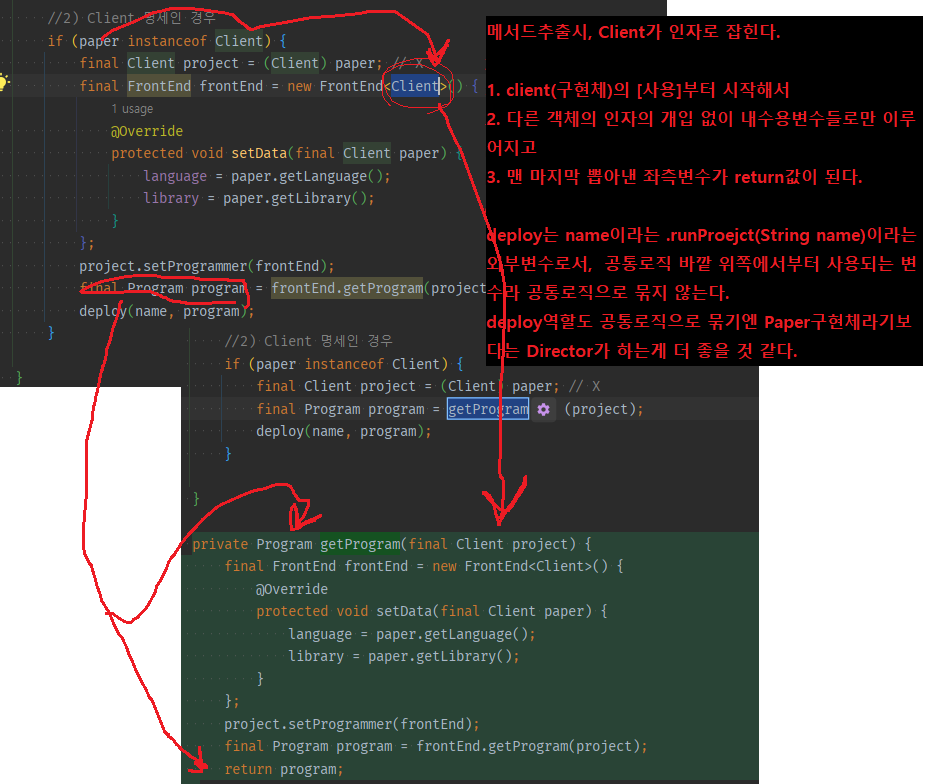 //2) Client 명세인 경우
if (paper instanceof Client) {
final Client project = (Client) paper; // X
final FrontEnd frontEnd = new FrontEnd<Client>() {
1 usage
@Override
protected void setData(final Client paper) {
language = paper.getLanguage();
library = paper.getLibrary();
}
};
project.setProgrammer(frontEnd);
final Program program = frontEnd.getProgram(project
deploy(name, program);
}
}
메서드추출시, Client가 인자로 잡힌다.
1. client(구현체)의 [사용]부터 시작해서
2. 다른 객체의 인자의 개입 없이 내수용변수들로만 이루
어지고
3. 맨 마지막 뽑아낸 좌측변수가 return값이 된다.
deploy는 name이라는 .runProejct(String name)이라는
외부변수로서, 공통로직 바깥 위쪽에서부터 사용되는 변
수라 공통로직으로 묶지 않는다.
deploy역할도 공통로직으로 묶기엔 Paper구현체라기보
다는 Director가 하는게 더 좋을 것 같다.
//2) Client 명세인 경우
if (paper instanceof Client) {
final Client project = (Client) paper; // X
final Program program = getProgram (project);
deploy(name, program);
}
}
private Program getProgram(final Client project) {
final FrontEnd frontEnd = new FrontEnd<Client>() {
@Override
protected void setData(final Client paper) {
language = paper.getLanguage();
library = paper.getLibrary();
}
};
project.setProgrammer(frontEnd);
final Program program = frontEnd.getProgram(project);
return program;